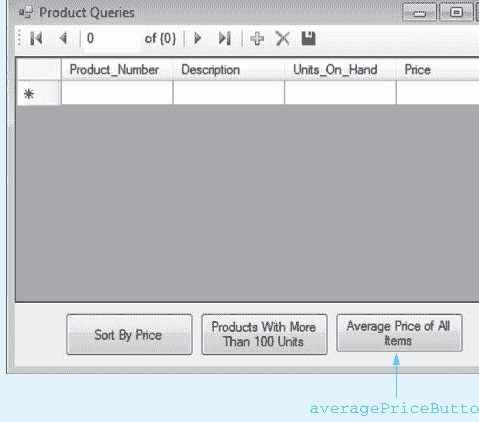 Product Queries
0 of {0}
Product_Number Description Units_On_Hand Price
Sort By Price
Products With More
Than 100 Units
Average Price of All
Items
averagePriceButto